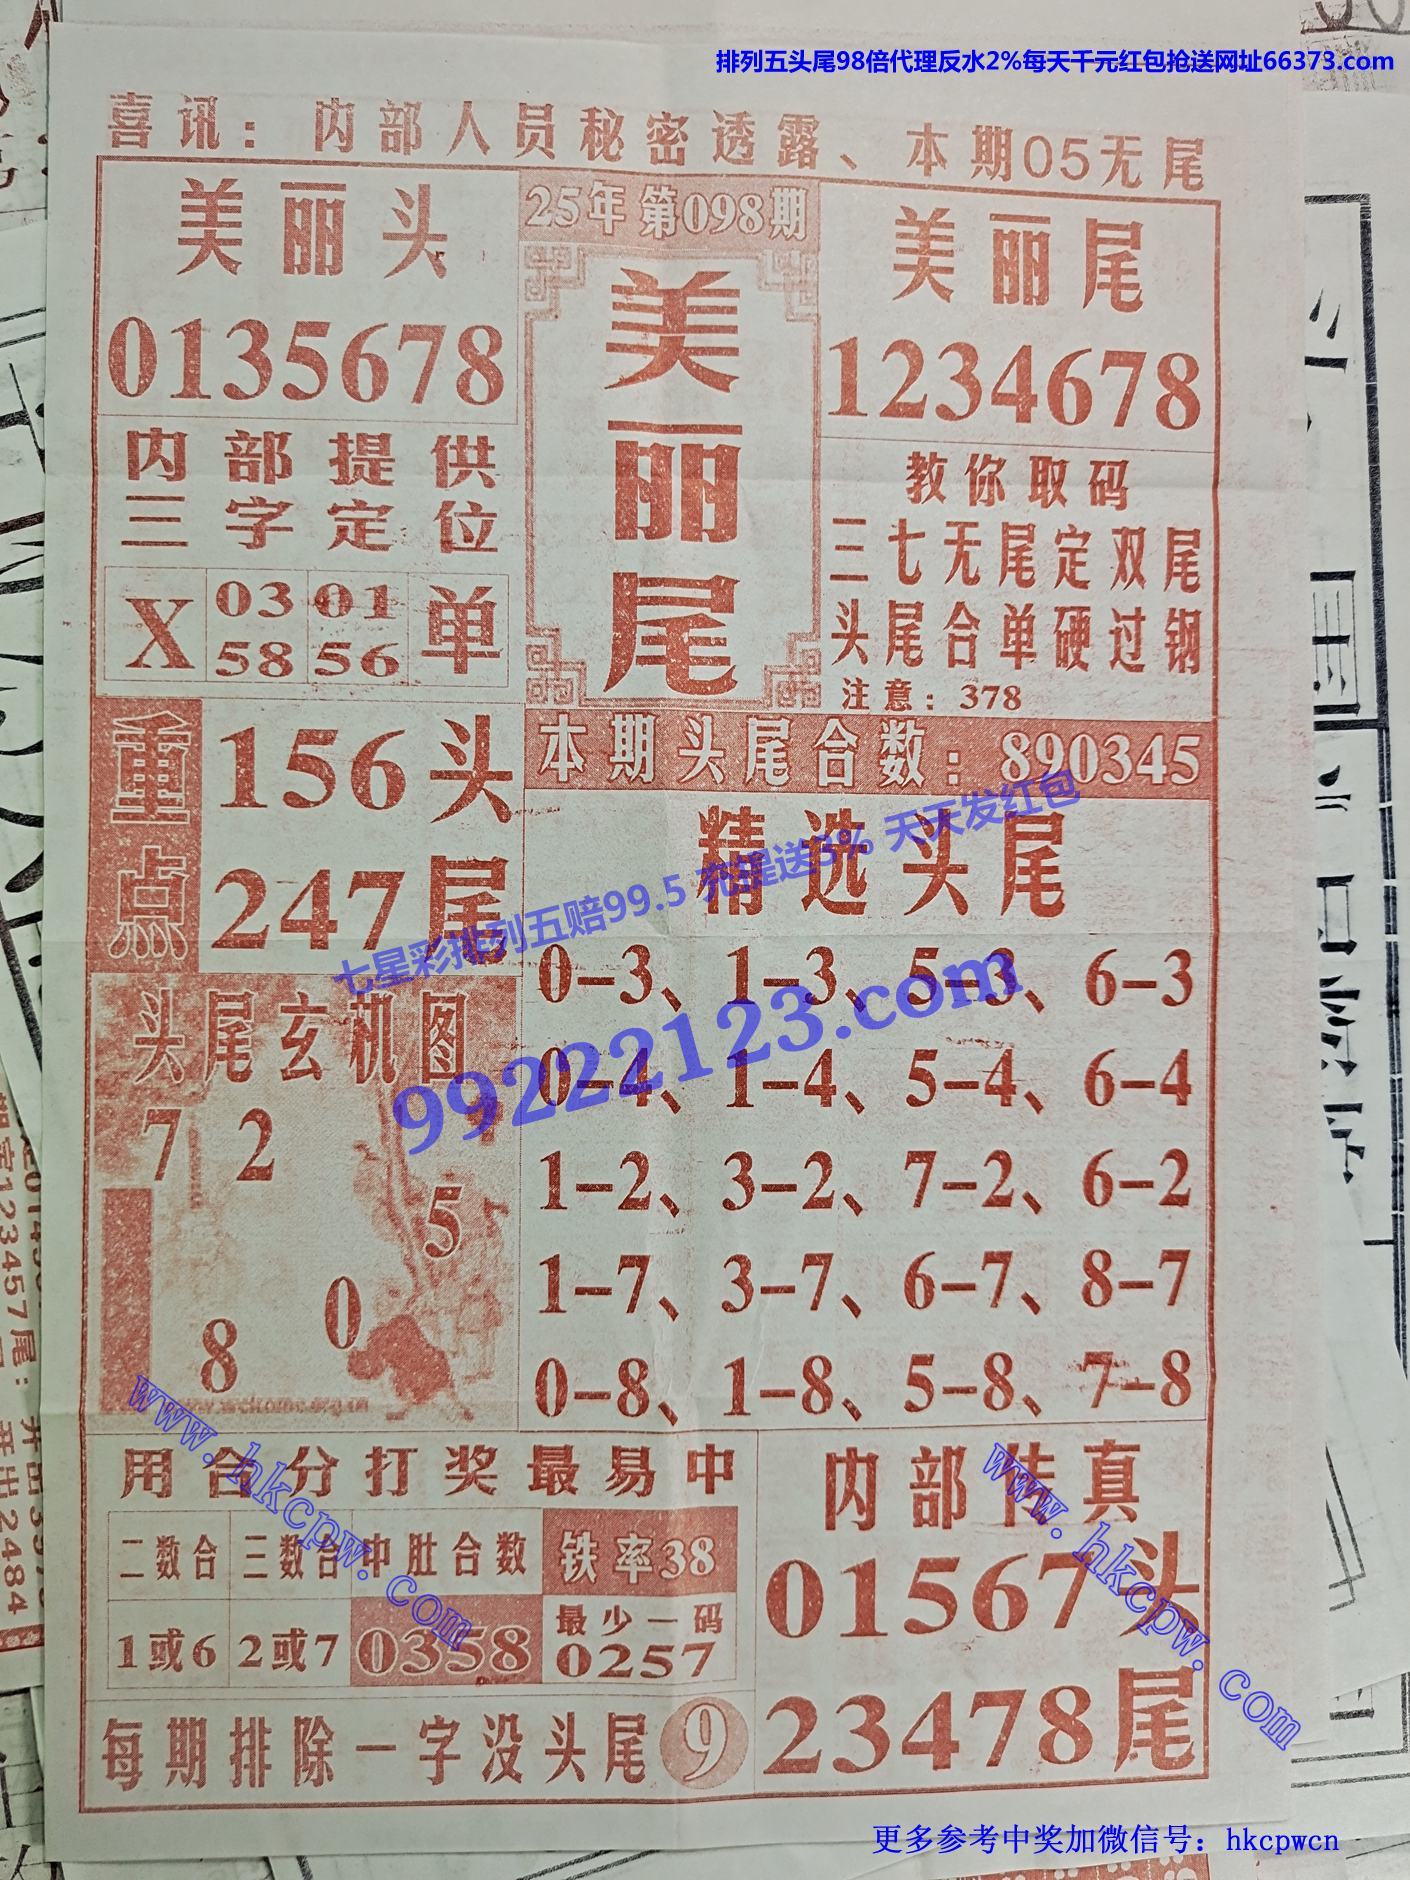 排列五头尾98倍代理反水2%每天千元红包抢送网址66373.com
喜讯：内部人员秘密透露、本期05无尾
美丽头
0135678
25年第098期
美丽尾
美丽尾
1234678
内部提供
三字定位
X 03 01 单
58 56
教你取码
三七无尾定双尾
头尾合单硬过钢
注意：378
重点
156头
247尾
本期头尾合数：890345
精选头尾
0-3、1-3、5-3、6-3
0-4、1-4、5-4、6-4
1-2、3-2、7-2、6-2
1-7、3-7、6-7、8-7
0-8、1-8、5-8、7-8
七星彩排列五赔99.5 充提送3% 天天发红包
99222123.com
头尾玄机图
7 2
5
0
8
用合分打奖最易中
二数合 三数合 中肚合数 铁率38
1或6 2或7 0358 最少一码
0257
每期排除一字没头尾 9
内部传真
01567头
23478尾
www.hkcpw.com
www.hkcpw.com
更多参考中奖加微信号：hkcpwcn